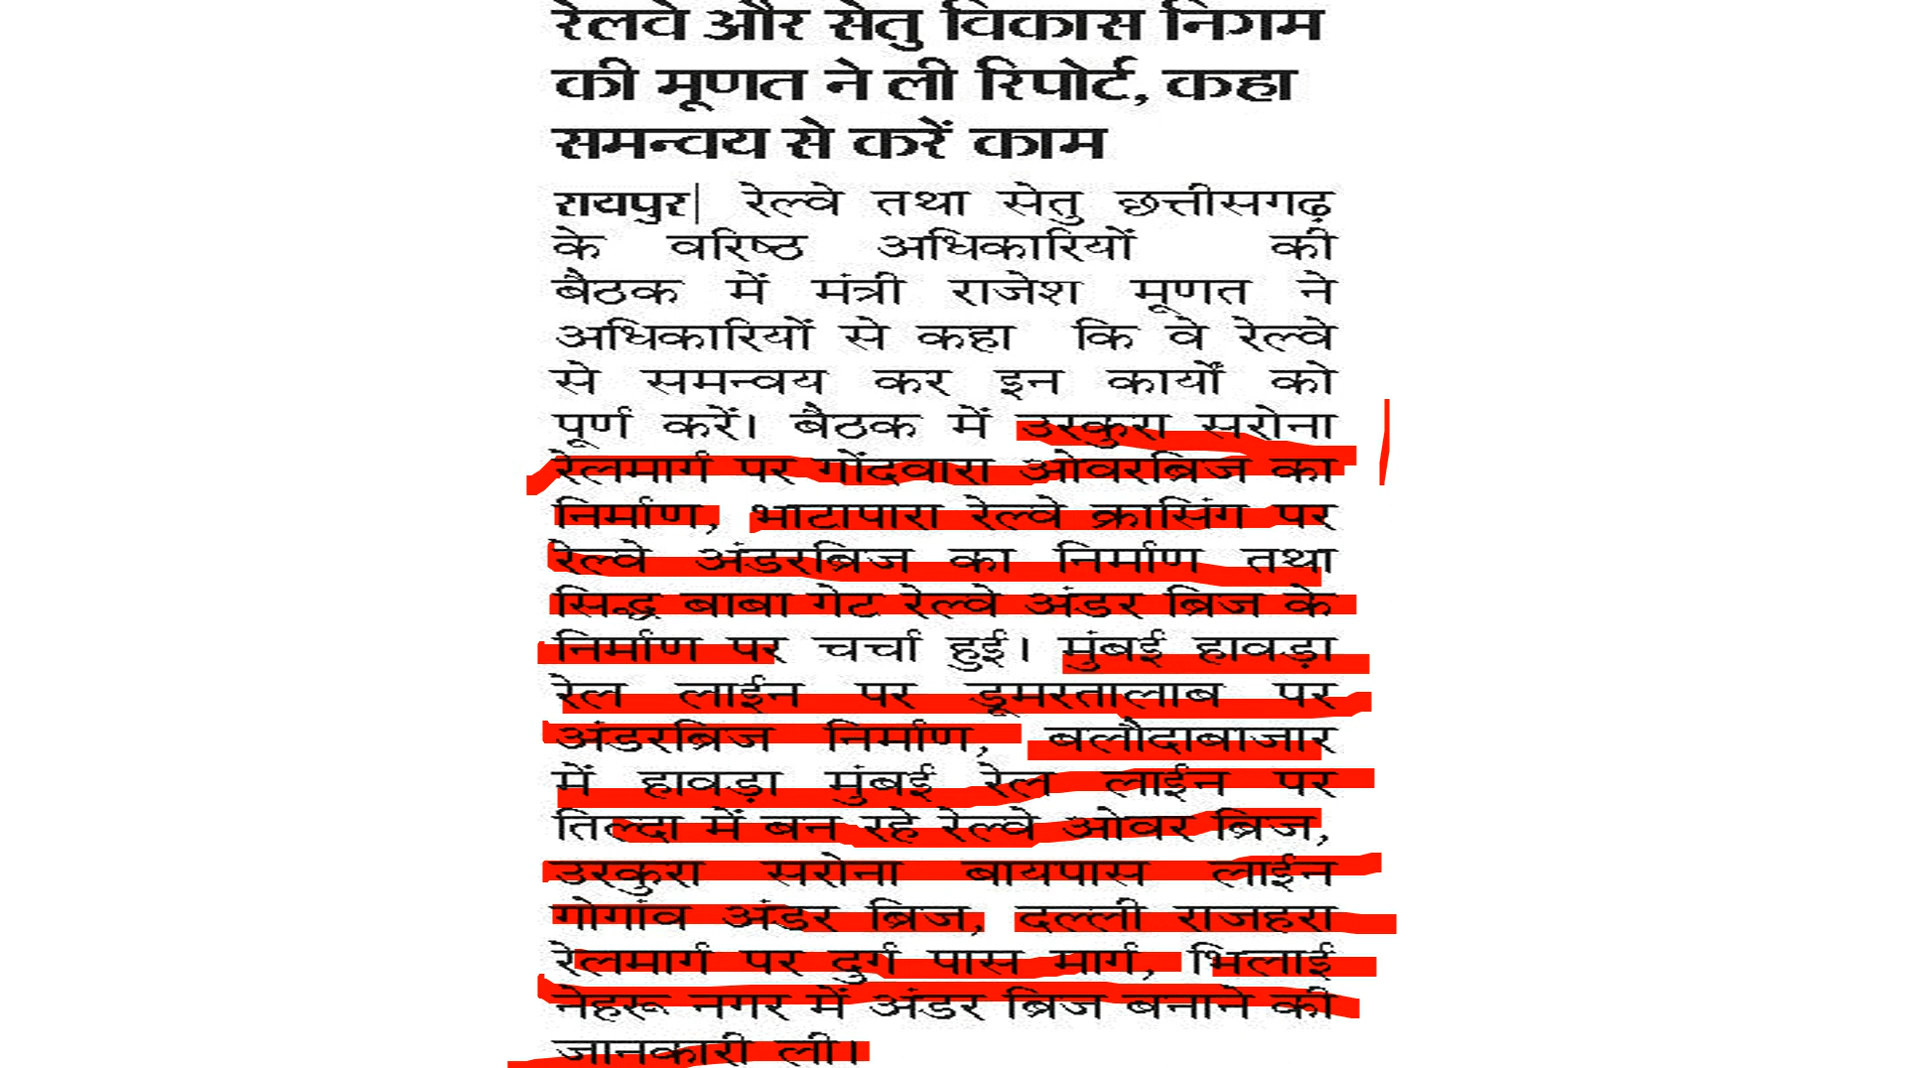 रेलवे और सेतु विकास निगम
की मूणत ने ली रिपोर्ट, कहा
समन्वय से करें काम
रायपुर| रेल्वे तथा सेतु छत्तीसगढ़
के वरिष्ठ अधिकारियों की
बैठक में मंत्री राजेश मूणत ने
अधिकारियों से कहा कि वे रेल्वे
से समन्वय कर इन कार्यों को
पूर्ण करें। बैठक में उरकुरा सरोना
रेलमार्ग पर गोंदवारा ओवरब्रिज का
निर्माण, भाटापारा रेल्वे क्रासिंग पर
रेल्वे अंडरब्रिज का निर्माण तथा
सिद्ध बाबा गेट रेल्वे अंडर ब्रिज के
निर्माण पर चर्चा हुई। मुंबई हावड़ा
रेल लाईन पर डूमरतालाब पर
अंडरब्रिज निर्माण, बलौदाबाजार
में हावड़ा मुंबई रेल लाईन पर
तिल्दा में बन रहे रेल्वे ओवर ब्रिज,
उरकुरा सरोना बायपास लाईन
गोगांव अंडर ब्रिज, दल्ली राजहरा
रेलमार्ग पर दुर्ग पास मार्ग, भिलाई
नेहरू नगर में अंडर ब्रिज बनाने की
जानकारी ली।